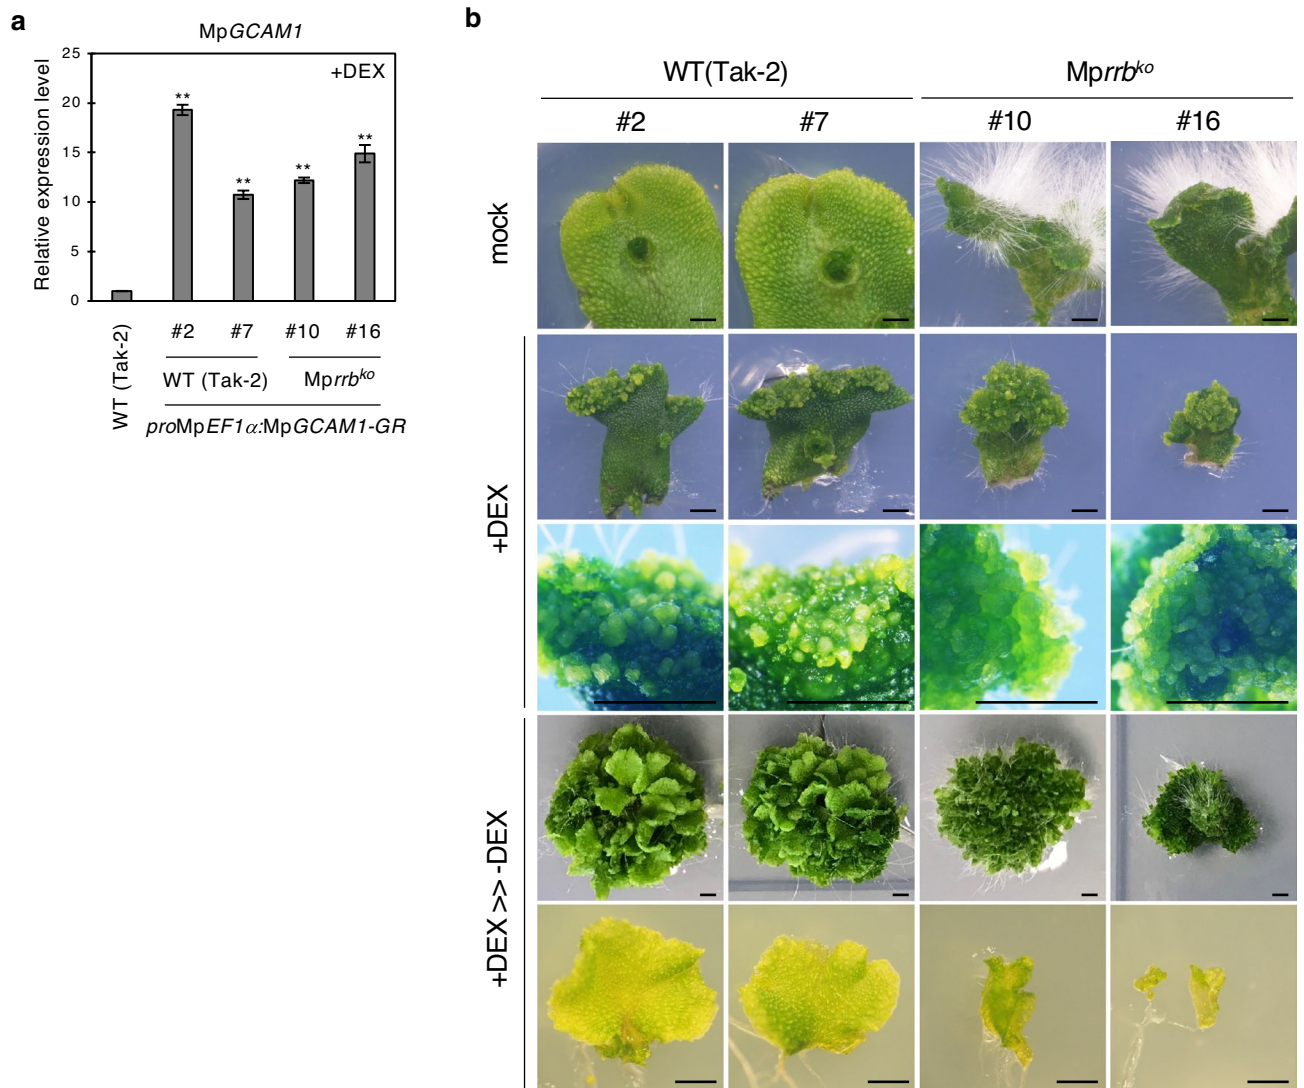 a
MpGCAM1
+DEX
Relative expression level
25
20
15
10
5
0
**
**
**
**
WT (Tak-2)
#2 #7 #10 #16
WT (Tak-2) Mprrbᵏᵒ
proMpEF1α:MpGCAM1-GR
b
WT(Tak-2) Mprrbᵏᵒ
#2 #7 #10 #16
mock
+DEX
+DEX >> -DEX